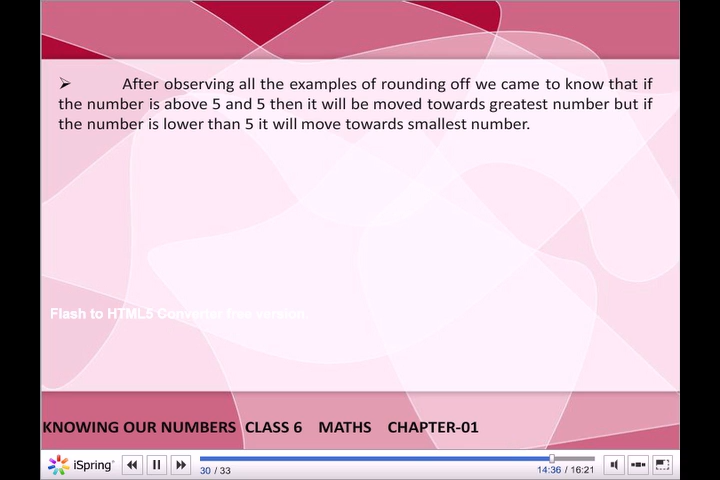 After observing all the examples of rounding off we came to know that if
the number is above 5 and 5 then it will be moved towards greatest number but if
the number is lower than 5 it will move towards smallest number.
Flash to HTML5 Converter free version
KNOWING OUR NUMBERS CLASS 6 MATHS CHAPTER-01
iSpring
30 / 33
14:36 / 16:21